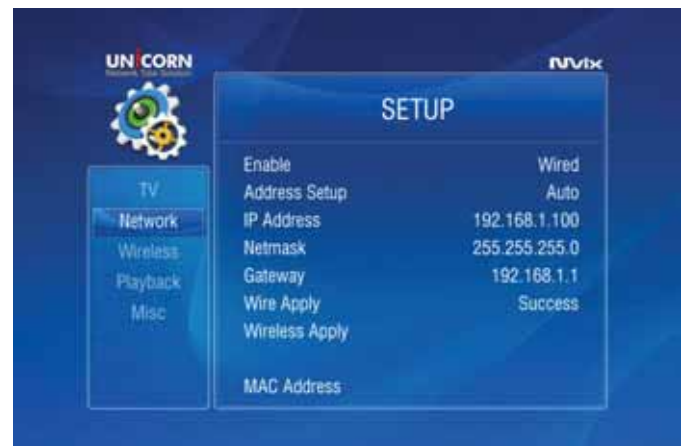 UNiCORN
MViX
SETUP
TV
Network
Wireless
Playback
Misc
Enable Wired
Address Setup Auto
IP Address 192.168.1.100
Netmask 255.255.255.0
Gateway 192.168.1.1
Wire Apply Success
Wireless Apply
MAC Address